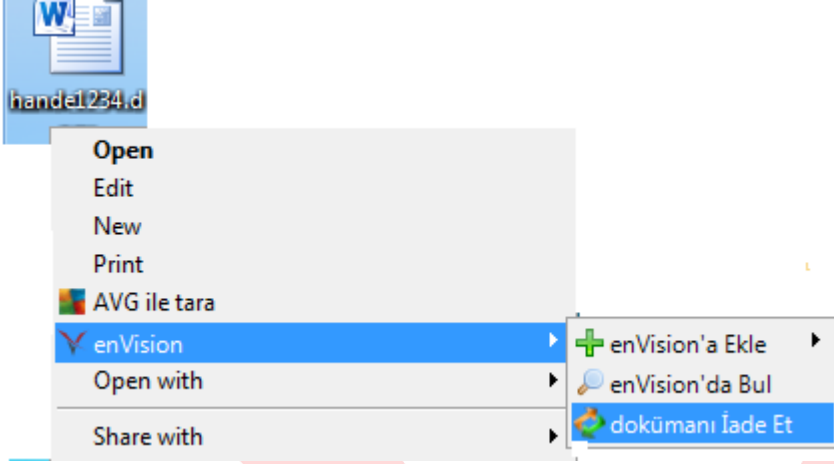 hande1234.d
Open
Edit
New
Print
AVG ile tara
enVision
Open with
Share with
enVision'a Ekle
enVision'da Bul
dokümanı İade Et